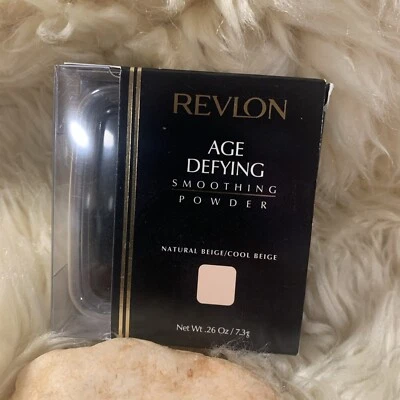 REVLON
AGE
DEFYING
SMOOTHING
POWDER
NATURAL BEIGE/COOL BEIGE
Net Wt .26 Oz/7.3g